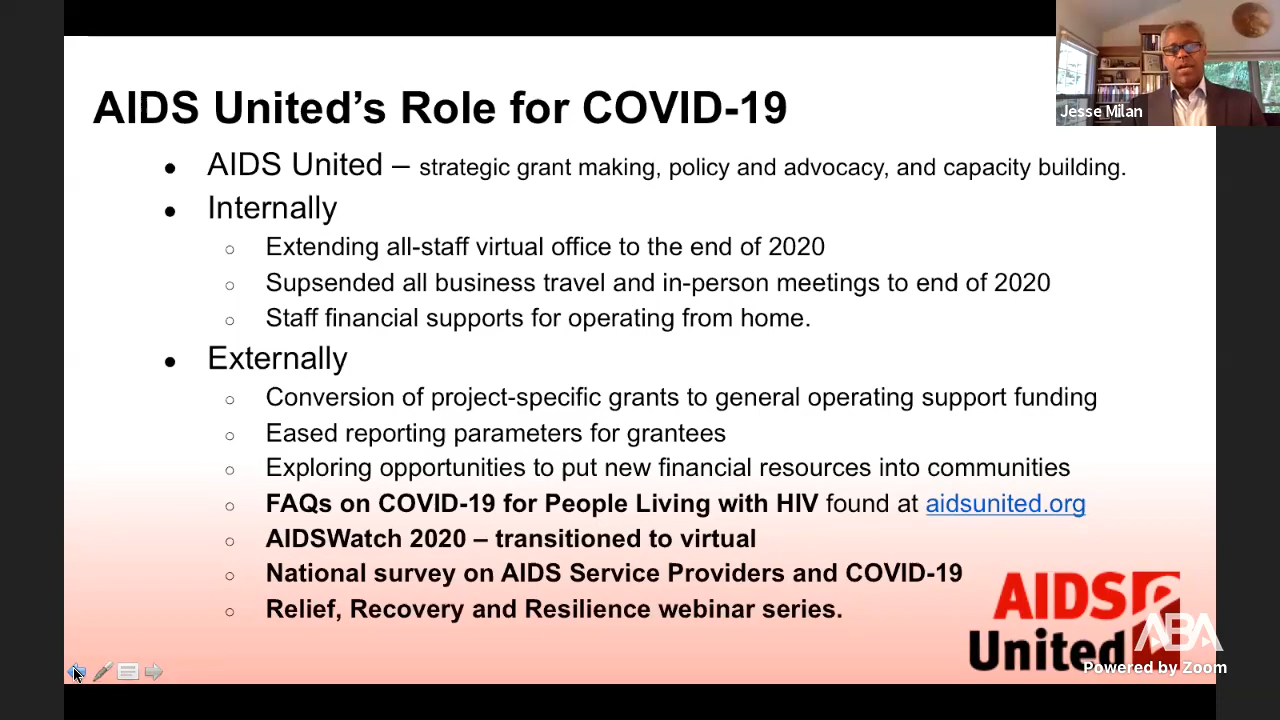 AIDS United’s Role for COVID-19
Jesse Milan
● AIDS United – strategic grant making, policy and advocacy, and capacity building.
● Internally
○ Extending all-staff virtual office to the end of 2020
○ Supsended all business travel and in-person meetings to end of 2020
○ Staff financial supports for operating from home.
● Externally
○ Conversion of project-specific grants to general operating support funding
○ Eased reporting parameters for grantees
○ Exploring opportunities to put new financial resources into communities
○ FAQs on COVID-19 for People Living with HIV found at aidsunited.org
○ AIDSWatch 2020 – transitioned to virtual
○ National survey on AIDS Service Providers and COVID-19
○ Relief, Recovery and Resilience webinar series.
AIDS
United
ABA
Powered by Zoom